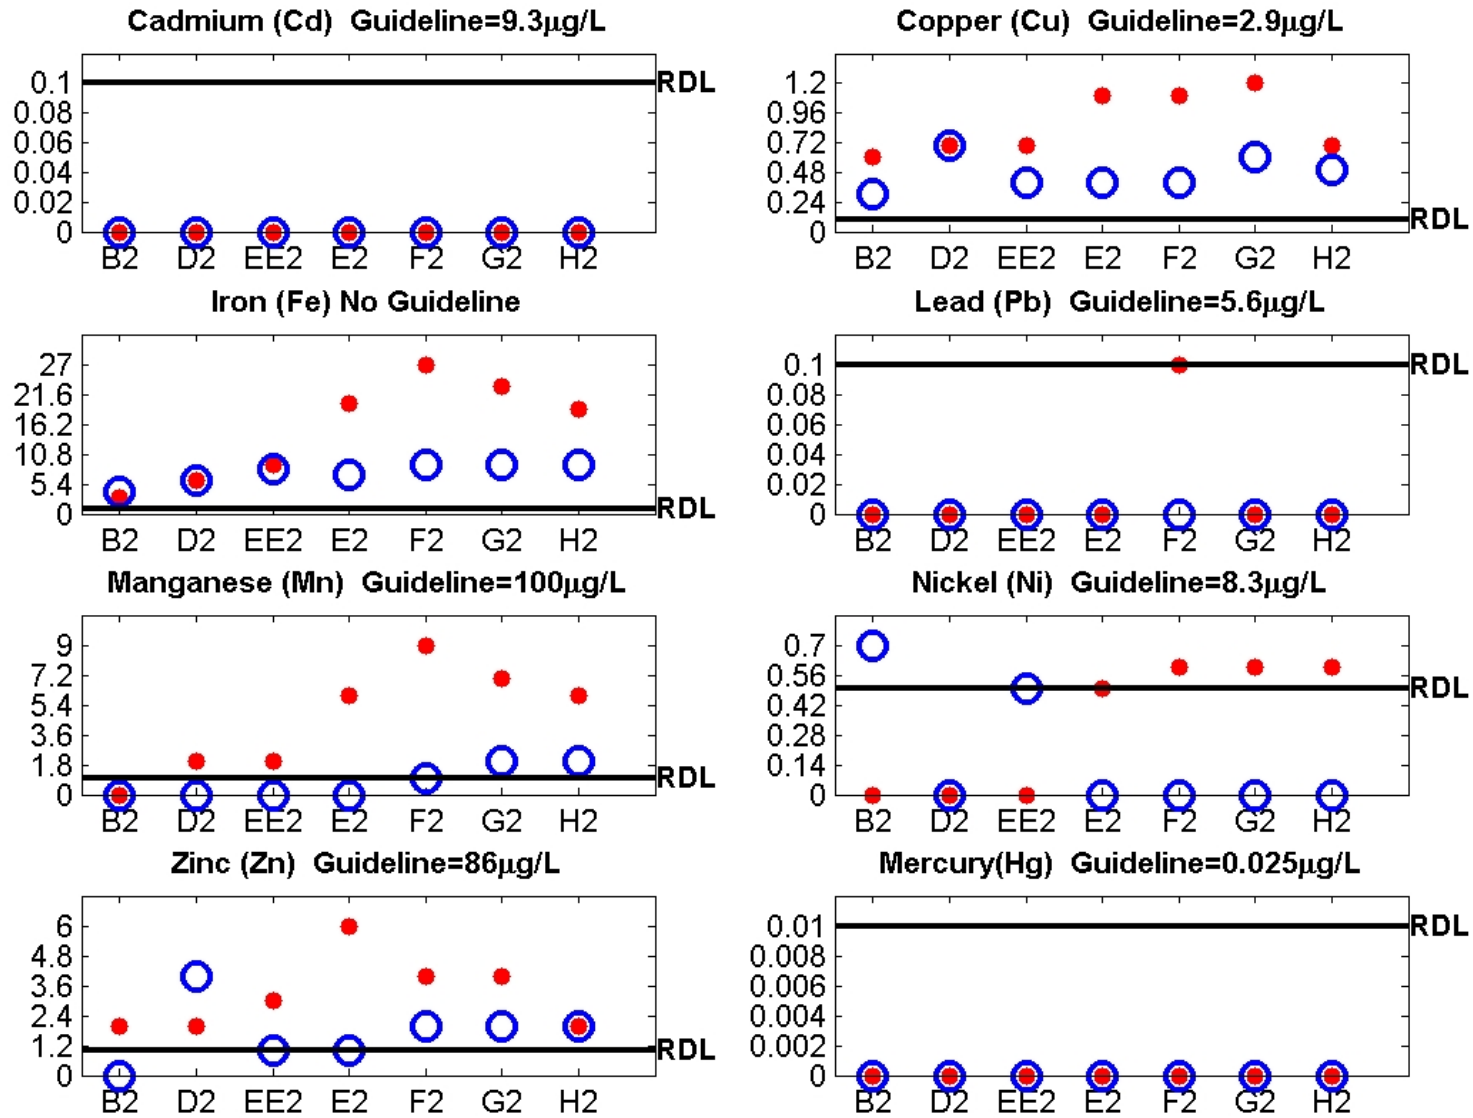 Cadmium (Cd)  Guideline=9.3µg/L
0.1
0.08
0.06
0.04
0.02
0
RDL
B2 D2 EE2 E2 F2 G2 H2
Copper (Cu)  Guideline=2.9µg/L
1.2
0.96
0.72
0.48
0.24
0
RDL
B2 D2 EE2 E2 F2 G2 H2
Iron (Fe) No Guideline
27
21.6
16.2
10.8
5.4
0
RDL
B2 D2 EE2 E2 F2 G2 H2
Lead (Pb)  Guideline=5.6µg/L
0.1
0.08
0.06
0.04
0.02
0
RDL
B2 D2 EE2 E2 F2 G2 H2
Manganese (Mn)  Guideline=100µg/L
9
7.2
5.4
3.6
1.8
0
RDL
B2 D2 EE2 E2 F2 G2 H2
Nickel (Ni)  Guideline=8.3µg/L
0.7
0.56
0.42
0.28
0.14
0
RDL
B2 D2 EE2 E2 F2 G2 H2
Zinc (Zn)  Guideline=86µg/L
6
4.8
3.6
2.4
1.2
0
RDL
B2 D2 EE2 E2 F2 G2 H2
Mercury(Hg)  Guideline=0.025µg/L
0.01
0.008
0.006
0.004
0.002
0
RDL
B2 D2 EE2 E2 F2 G2 H2